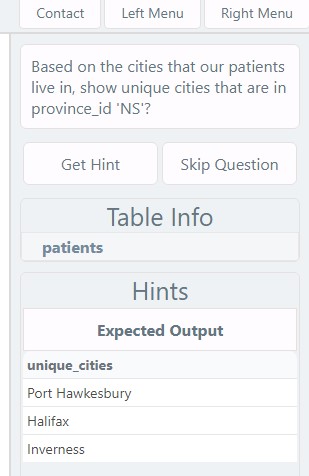 Contact Left Menu Right Menu
Based on the cities that our patients
live in, show unique cities that are in
province_id 'NS'?
Get Hint Skip Question
Table Info
patients
Hints
Expected Output
unique_cities
Port Hawkesbury
Halifax
Inverness